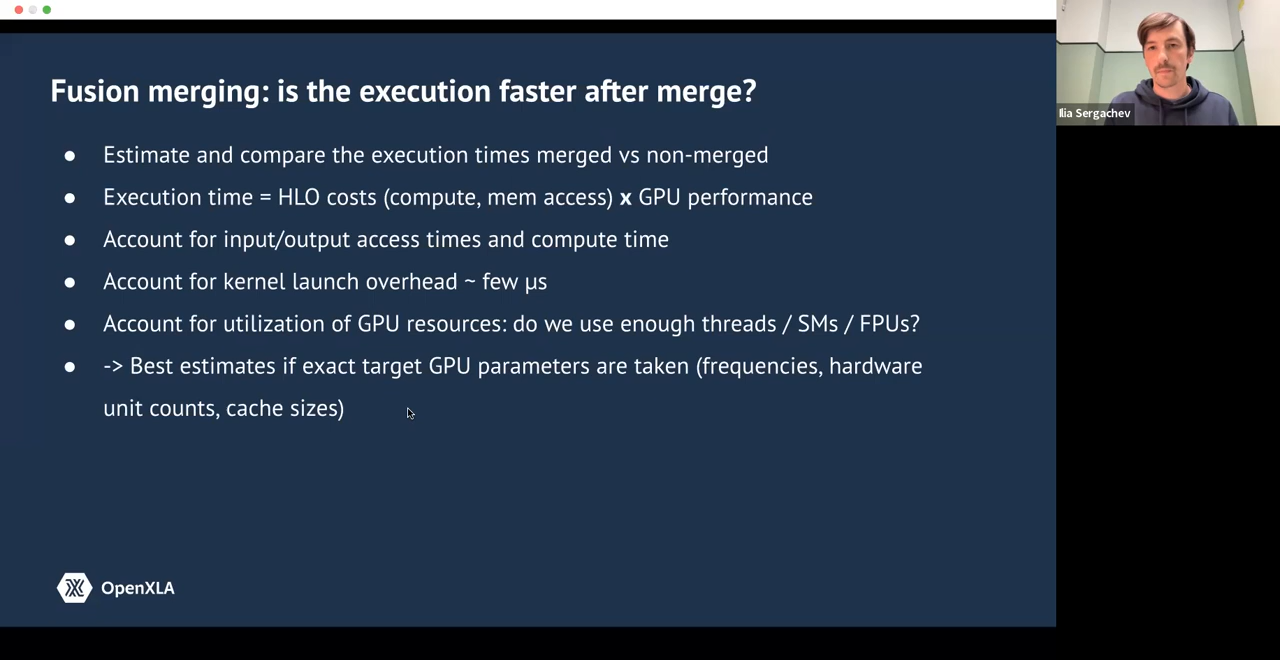 Fusion merging: is the execution faster after merge?
● Estimate and compare the execution times merged vs non-merged
● Execution time = HLO costs (compute, mem access) x GPU performance
● Account for input/output access times and compute time
● Account for kernel launch overhead ~ few µs
● Account for utilization of GPU resources: do we use enough threads / SMs / FPUs?
● -> Best estimates if exact target GPU parameters are taken (frequencies, hardware
unit counts, cache sizes)
OpenXLA
Ilia Sergachev